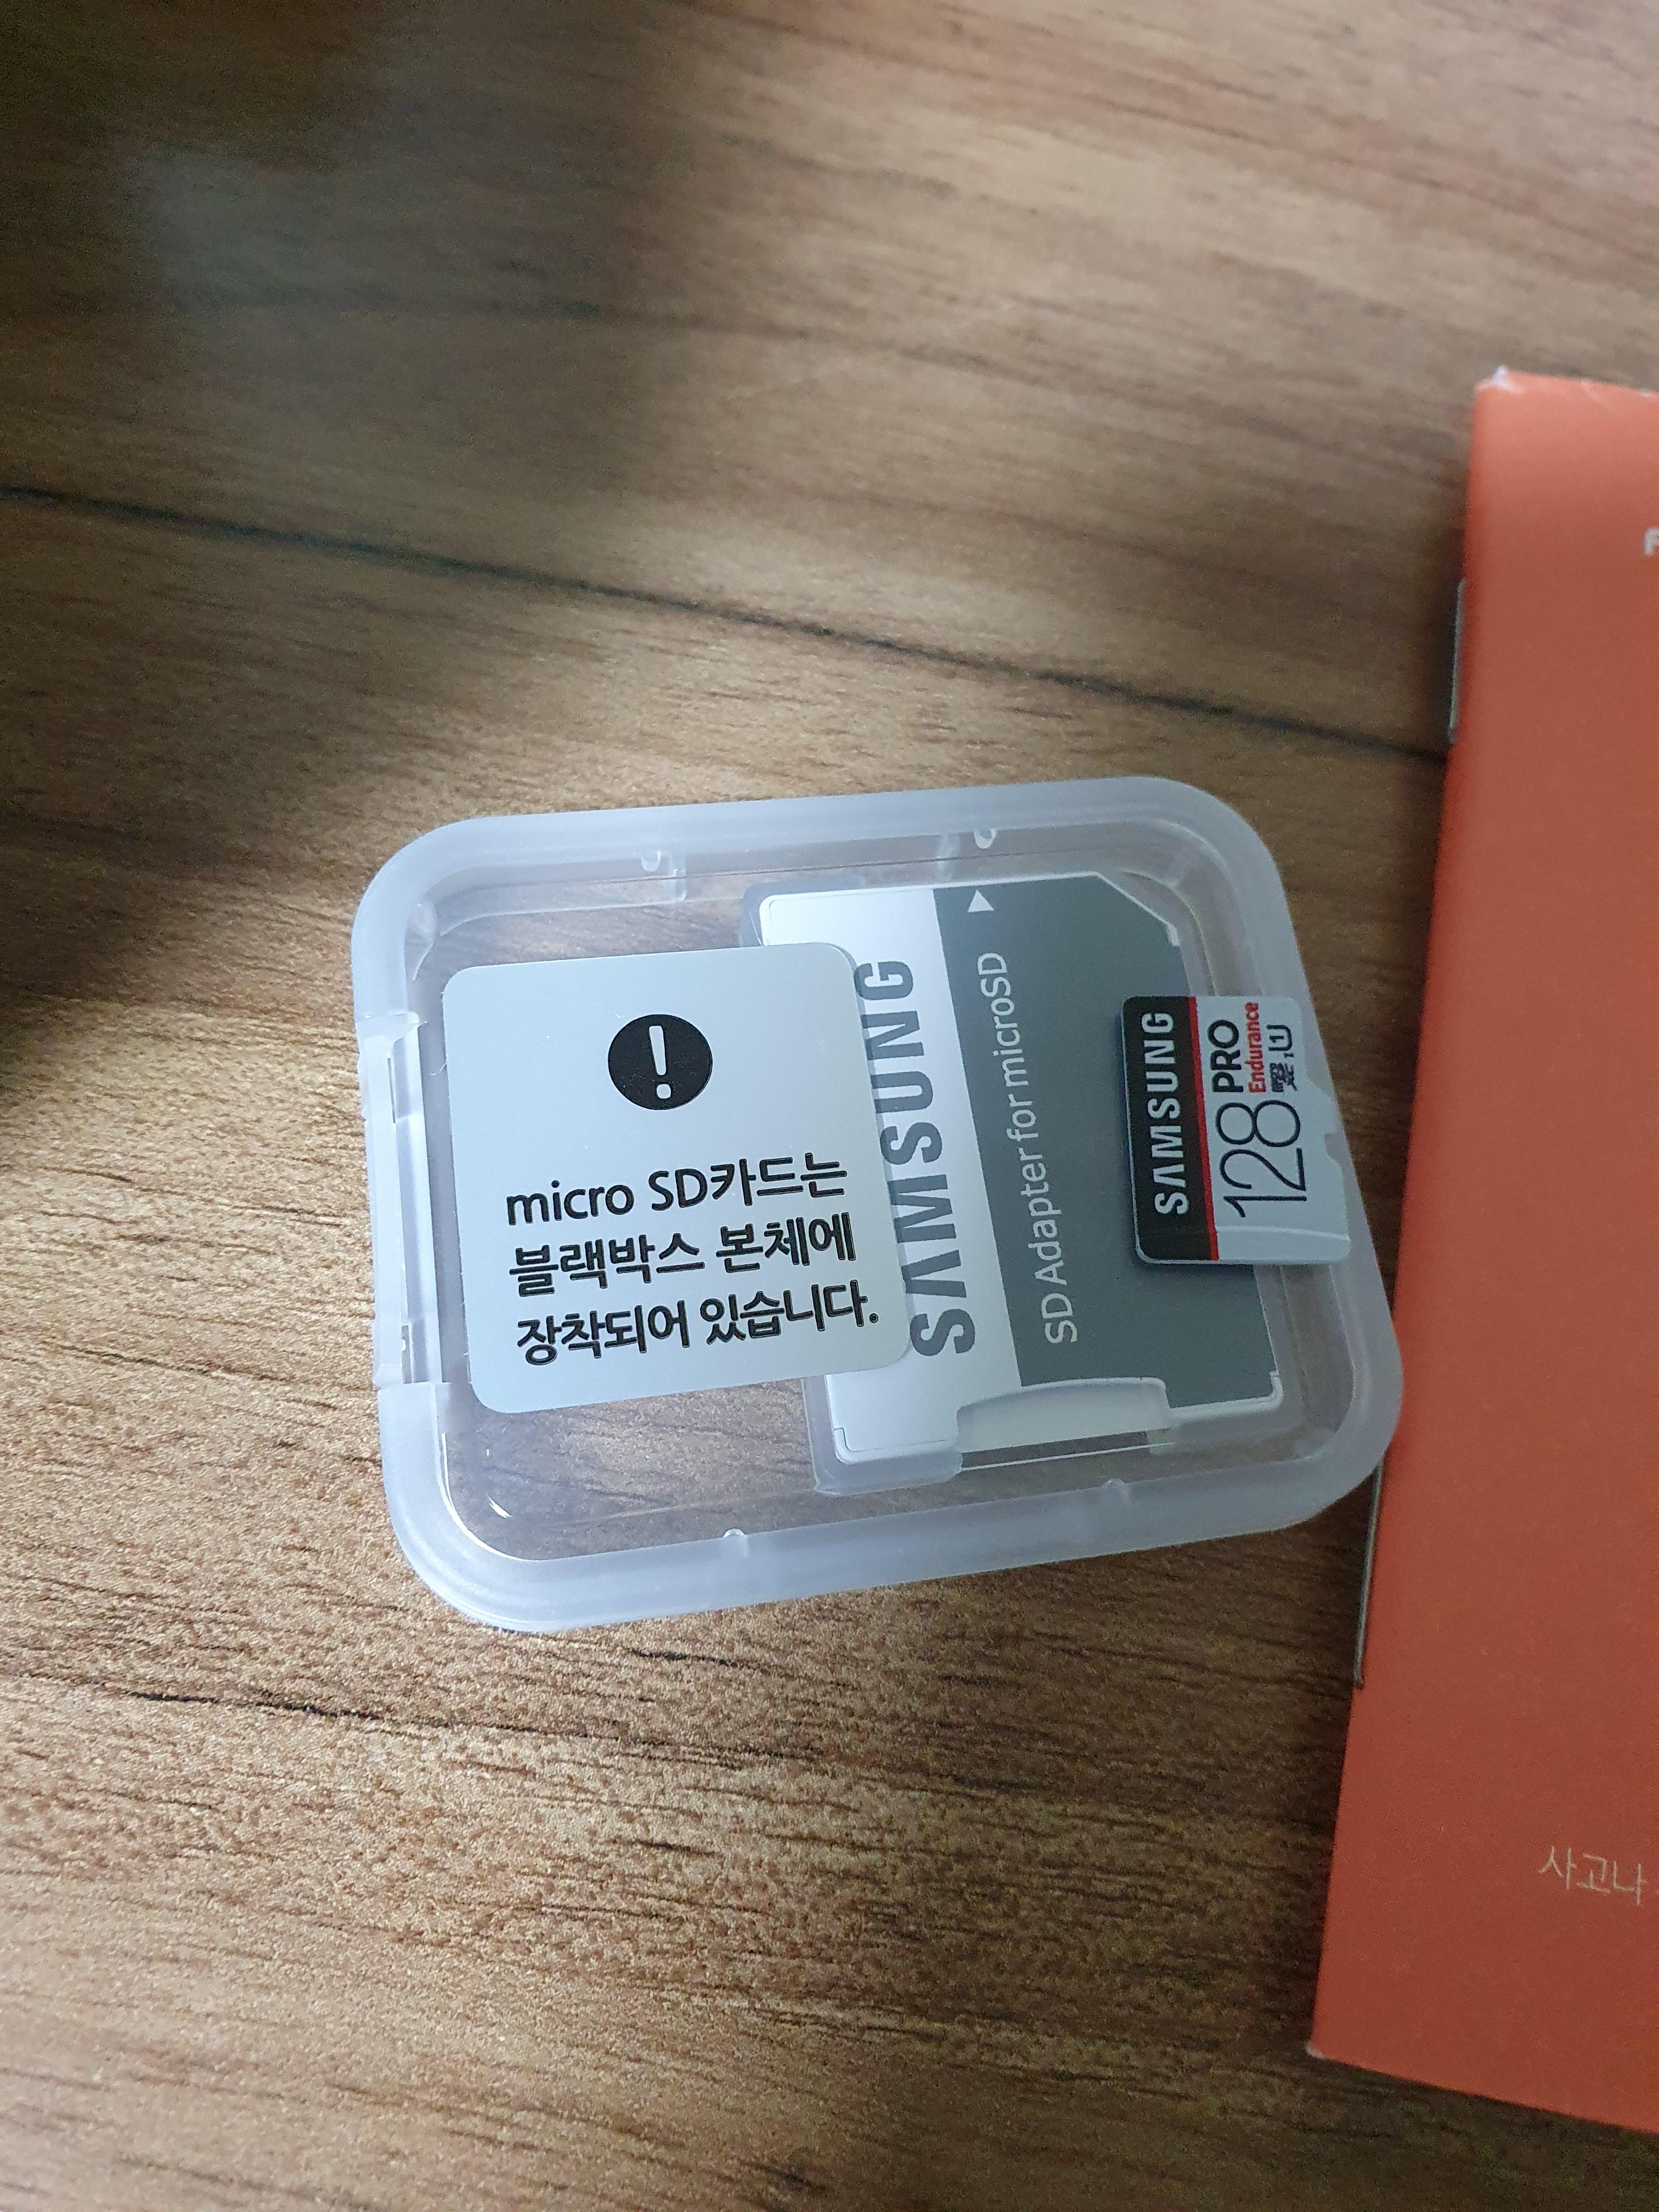 micro SD카드는
블랙박스 본체에
장착되어 있습니다.
SAMSUNG
SD Adapter for microSD
SAMSUNG
128 PRO
Endurance
사고나